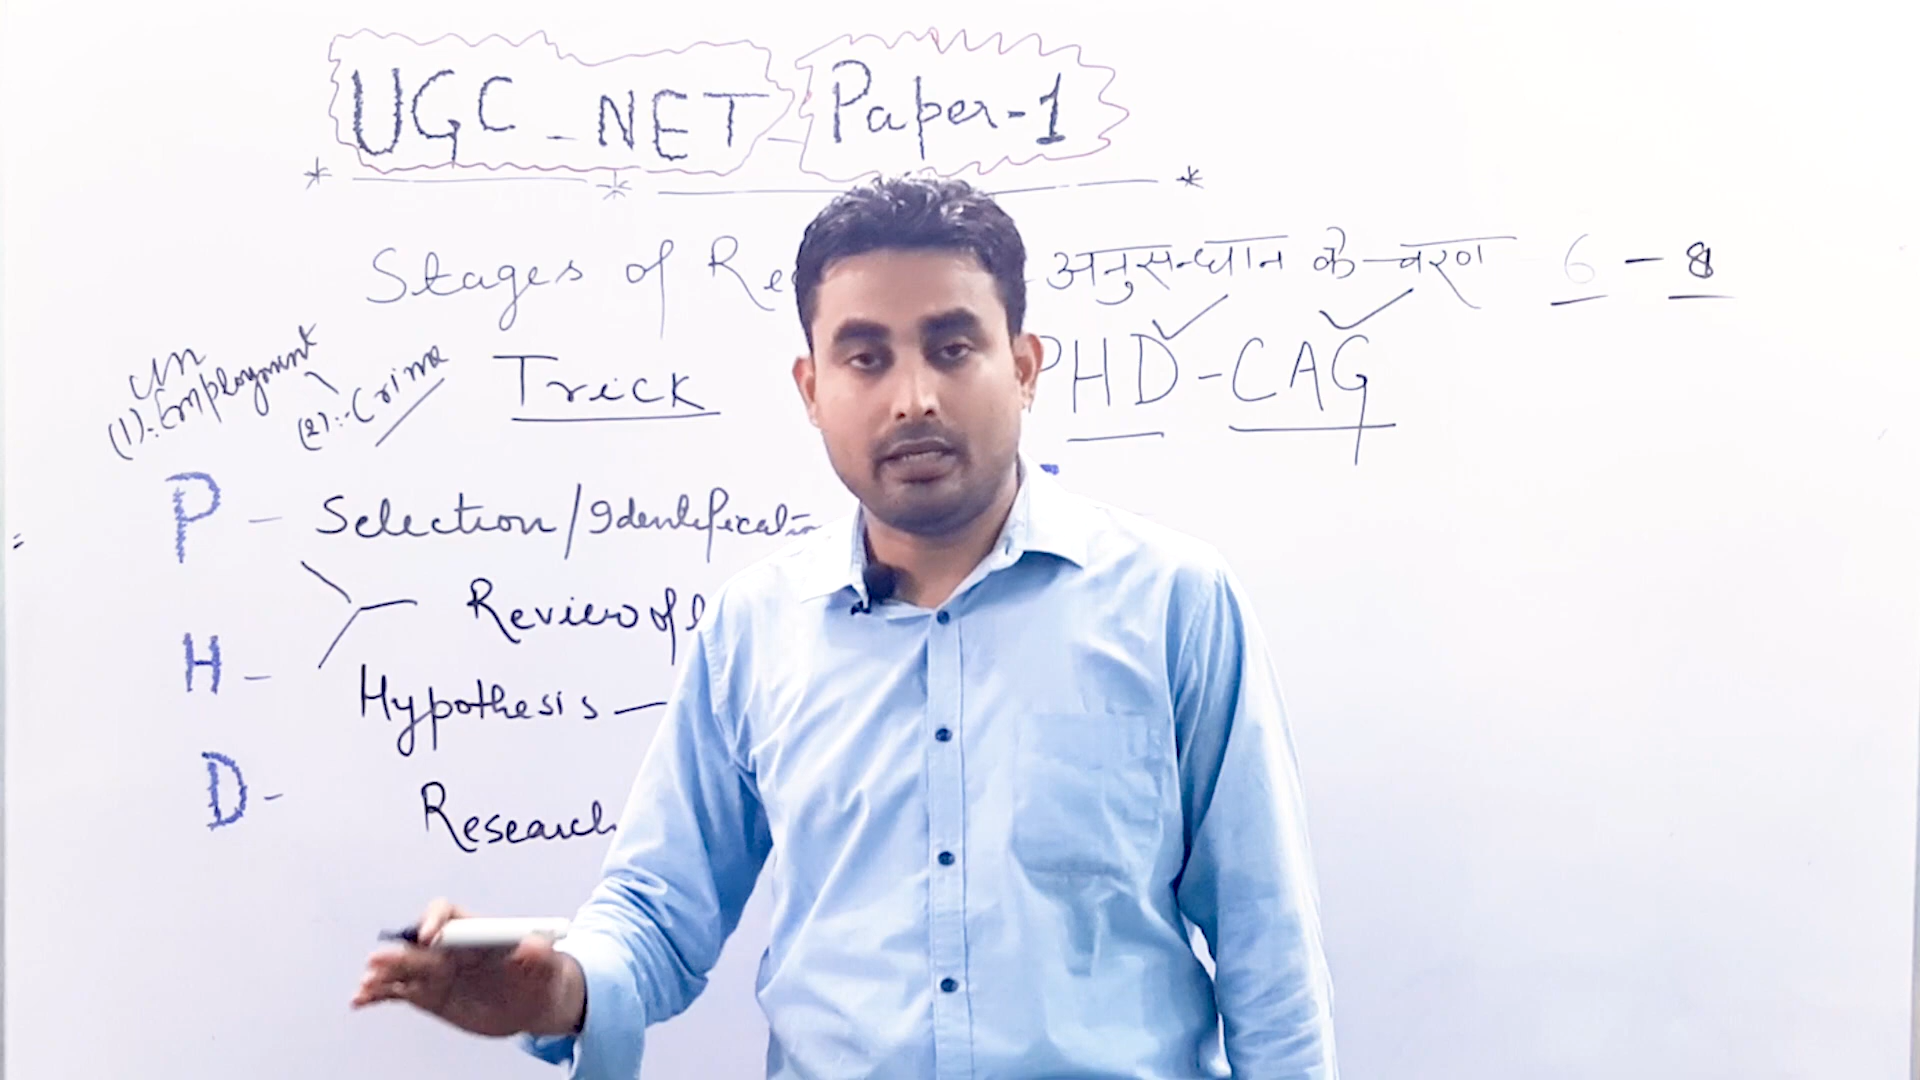 UGC - NET - Paper-1
Stages of Re अनुसन्धान के चरण 6 - 8
un
(1):- Employment
(2):- Crime
Trick PHD - CAG
P - Selection/Identification
Review of l
H - Hypothesis -
D - Research